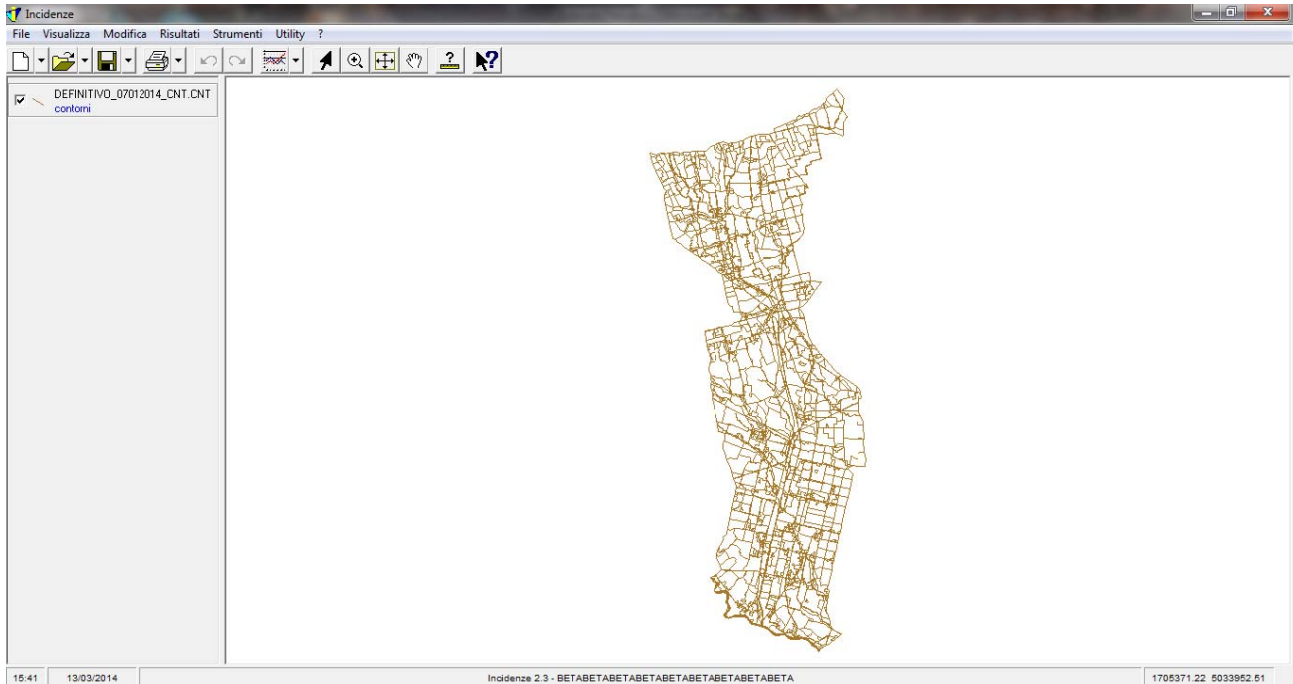 Incidenze
File Visualizza Modifica Risultati Strumenti Utility ?
DEFINITIVO_07012014_CNT.CNT
contorni
15:41 13/03/2014 Incidenze 2.3 - BETABETABETABETABETABETABETABETABETABETA 1705371.22 5033952.51